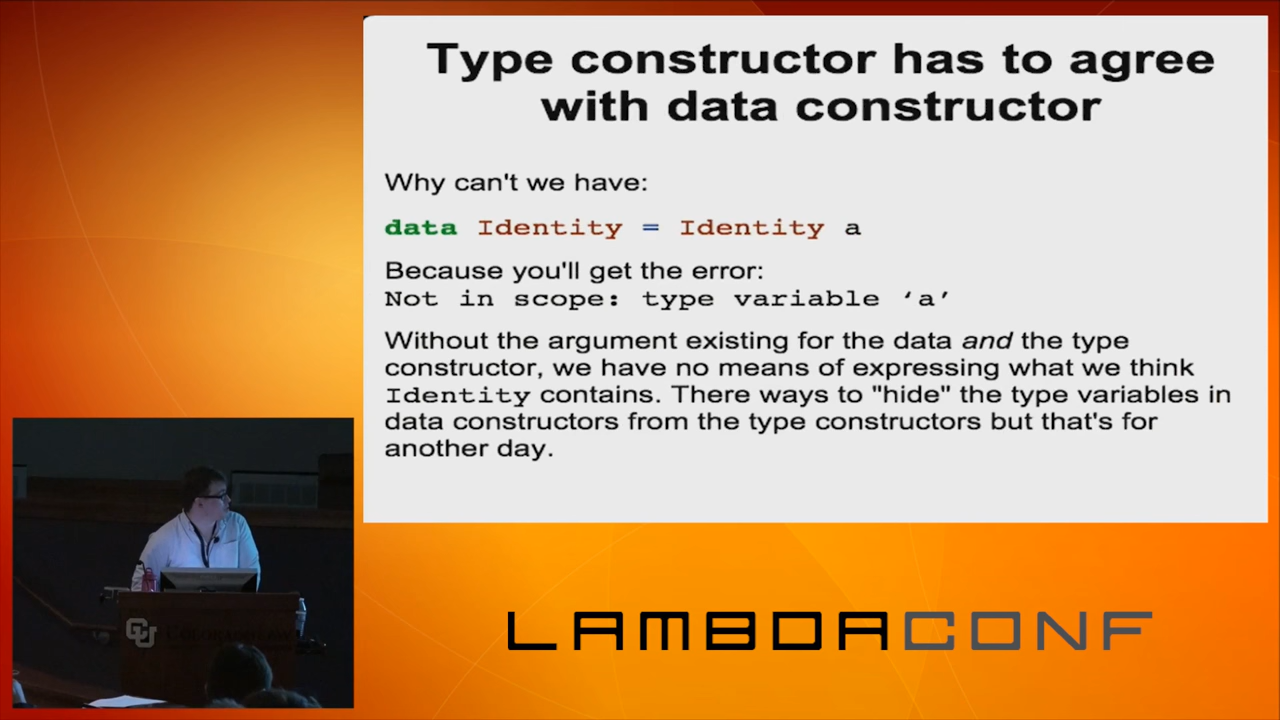 Type constructor has to agree
with data constructor
Why can't we have:
data Identity = Identity a
Because you'll get the error:
Not in scope: type variable ‘a’
Without the argument existing for the data and the type
constructor, we have no means of expressing what we think
Identity contains. There ways to "hide" the type variables in
data constructors from the type constructors but that's for
another day.
CU COLORADO LAW
LAMBDACONF